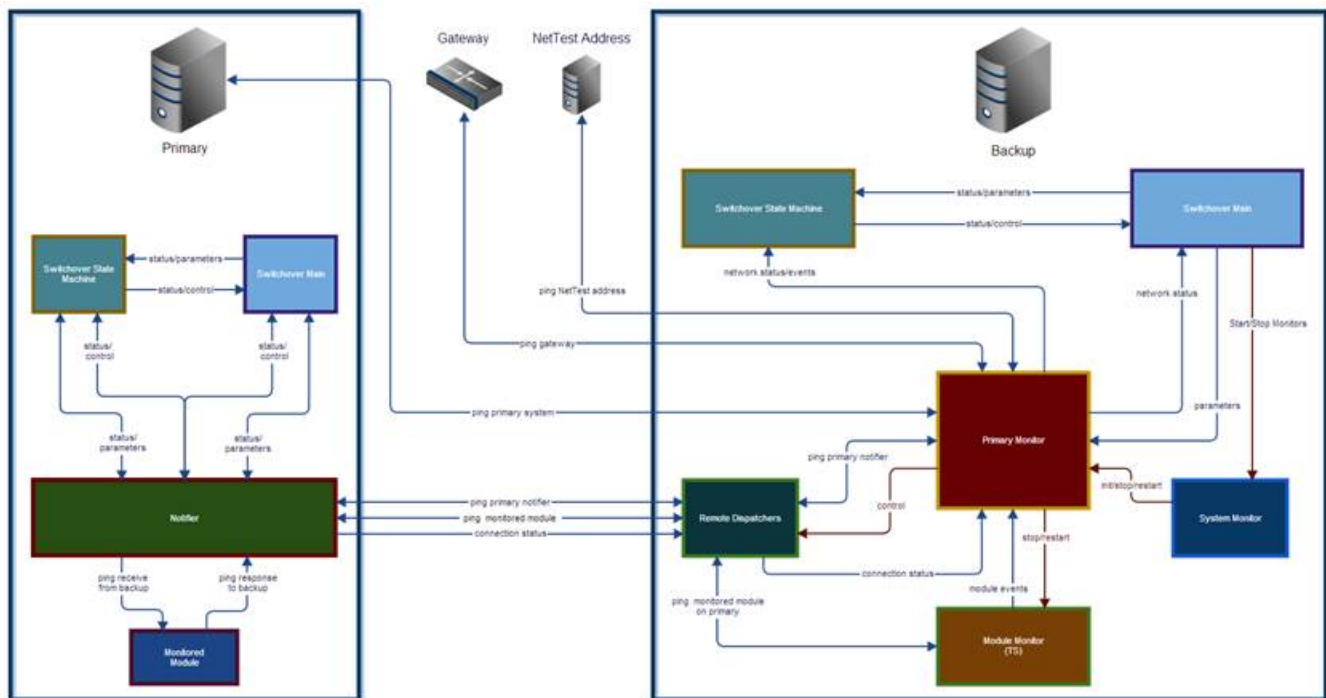 Gateway
NetTest Address
Primary
Backup
Switchover State
Machine
status/parameters
status/control
Switchover Main
status/
control
status/
control
status/
parameters
status/
parameters
Notifier
ping receive
from backup
ping response
to backup
Monitored
Module
ping NetTest address
ping gateway
ping primary system
ping primary notifier
ping monitored module
connection status
Switchover State Machine
status/parameters
status/control
Switchover Main
network status/events
network status
Start/Stop Monitors
parameters
Primary Monitor
ping primary notifier
control
init/stop/restart
System Monitor
Remote Dispatchers
connection status
stop/restart
module events
ping monitored module
on primary
Module Monitor
(TS)